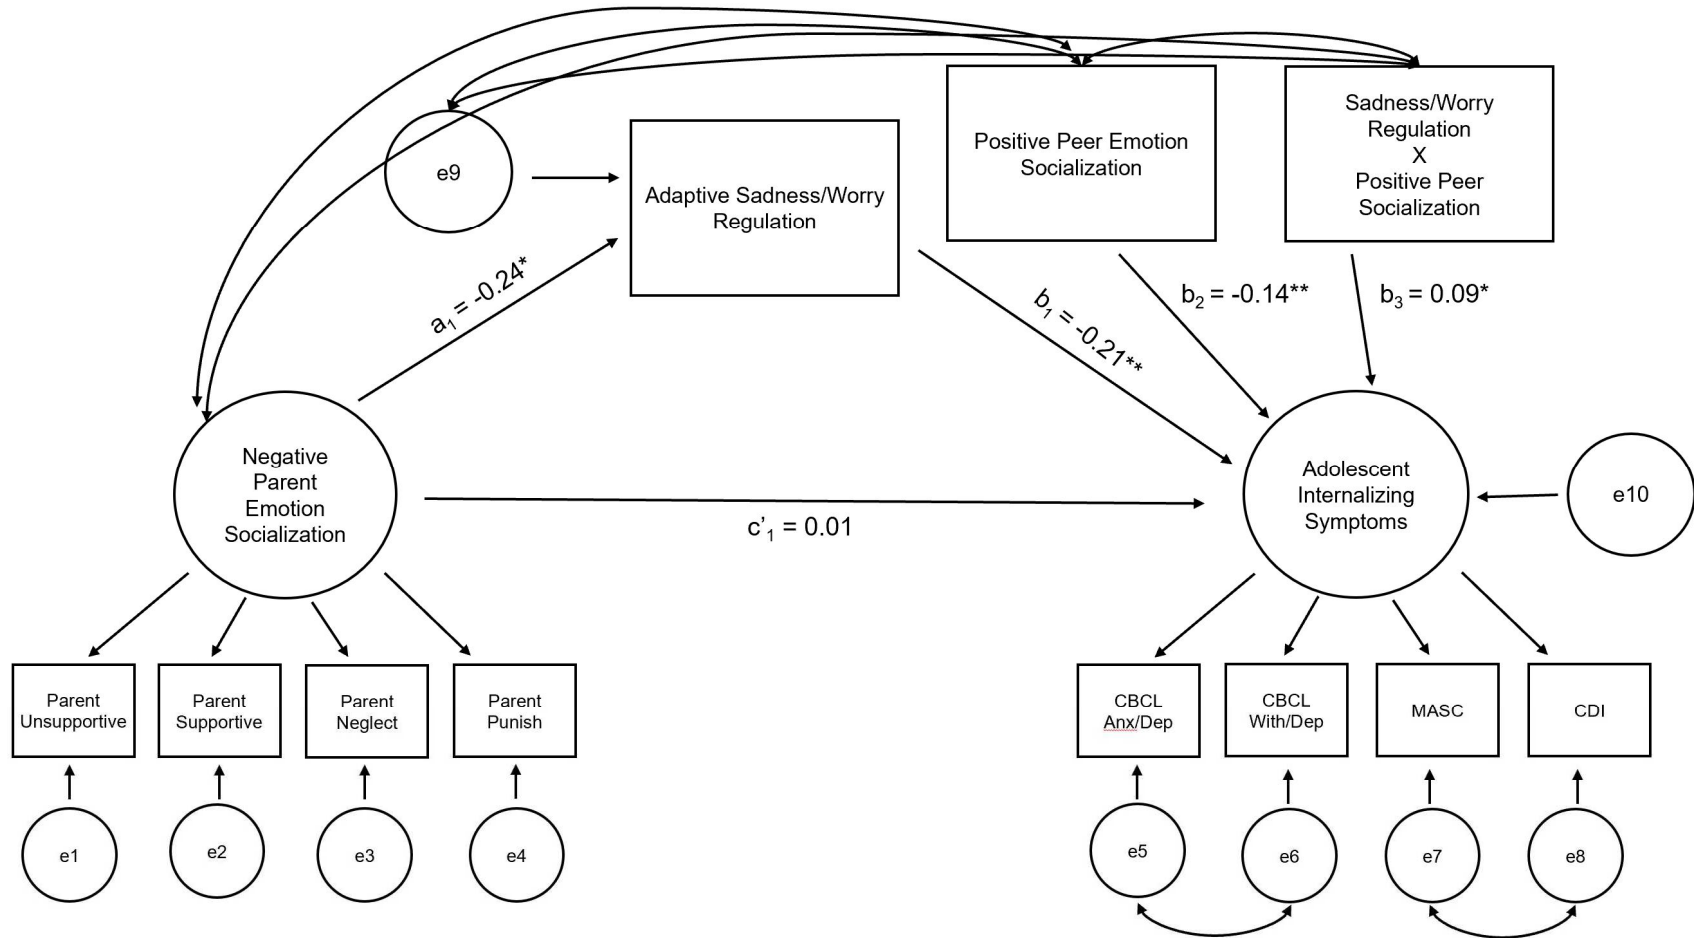 Sadness/Worry
Regulation
X
Positive Peer
Socialization
Positive Peer Emotion
Socialization
e9
Adaptive Sadness/Worry
Regulation
a₁ = -0.24*
b₁ = -0.21**
b₂ = -0.14**
b₃ = 0.09*
Negative
Parent
Emotion
Socialization
c'₁ = 0.01
Adolescent
Internalizing
Symptoms
e10
Parent
Unsupportive
Parent
Supportive
Parent
Neglect
Parent
Punish
CBCL
Anx/Dep
CBCL
With/Dep
MASC
CDI
e1
e2
e3
e4
e5
e6
e7
e8